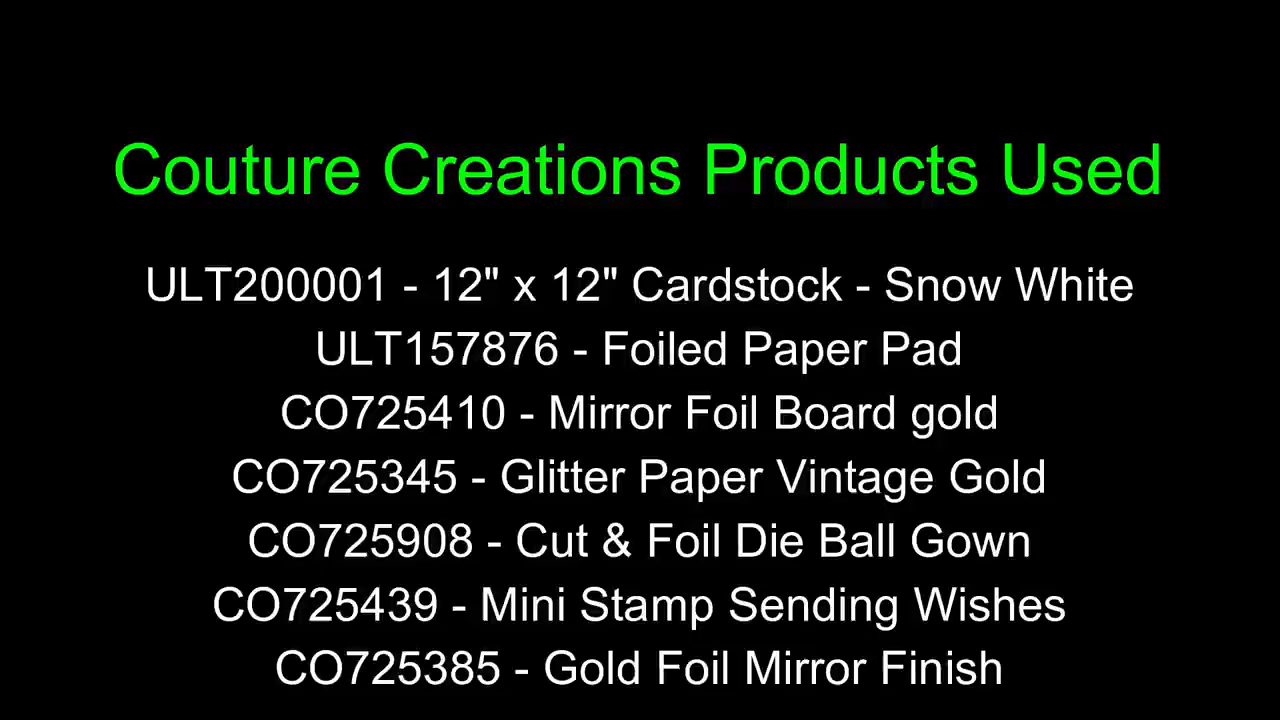 Couture Creations Products Used
ULT200001 - 12" x 12" Cardstock - Snow White
ULT157876 - Foiled Paper Pad
CO725410 - Mirror Foil Board gold
CO725345 - Glitter Paper Vintage Gold
CO725908 - Cut & Foil Die Ball Gown
CO725439 - Mini Stamp Sending Wishes
CO725385 - Gold Foil Mirror Finish